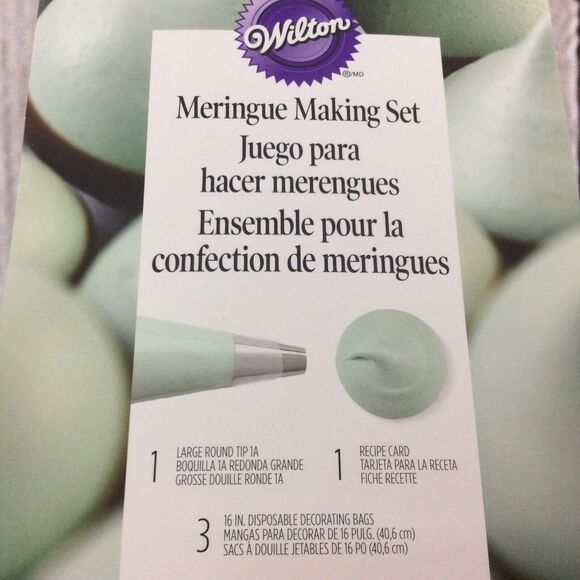 Wilton
®/MD
Meringue Making Set
Juego para
hacer merengues
Ensemble pour la
confection de meringues
1 LARGE ROUND TIP 1A
BOQUILLA 1A REDONDA GRANDE
GROSSE DOUILLE RONDE 1A
1 RECIPE CARD
TARJETA PARA LA RECETA
FICHE RECETTE
3 16 IN. DISPOSABLE DECORATING BAGS
MANGAS PARA DECORAR DE 16 PULG. (40,6 cm)
SACS À DOUILLE JETABLES DE 16 PO (40,6 cm)